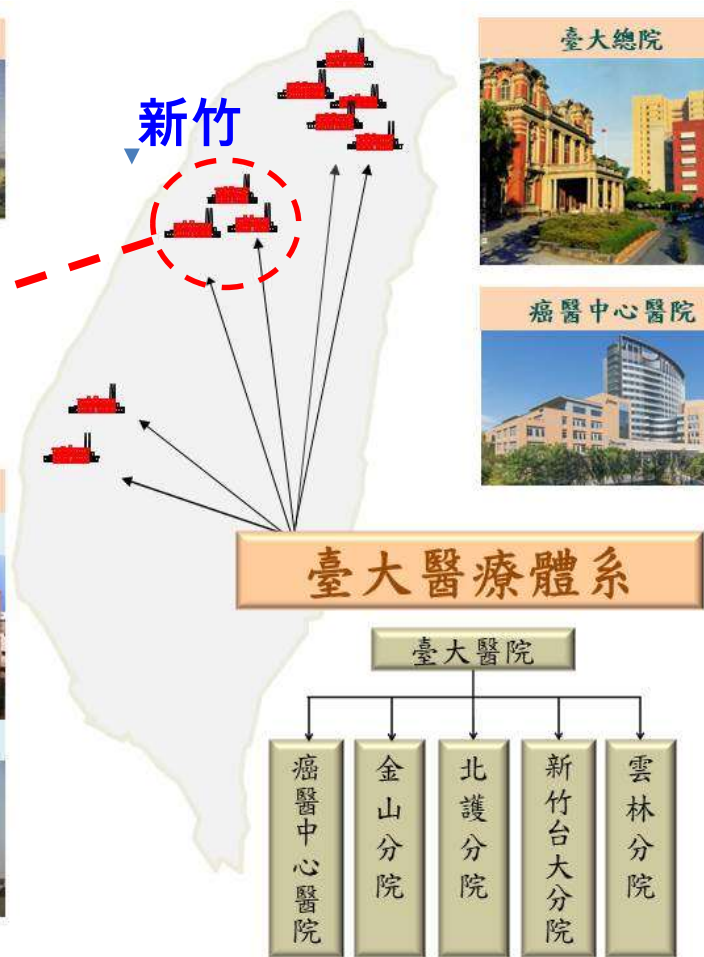 臺大總院
新竹
癌醫中心醫院
臺大醫療體系
臺大醫院
癌醫中心醫院
金山分院
北護分院
新竹台大分院
雲林分院